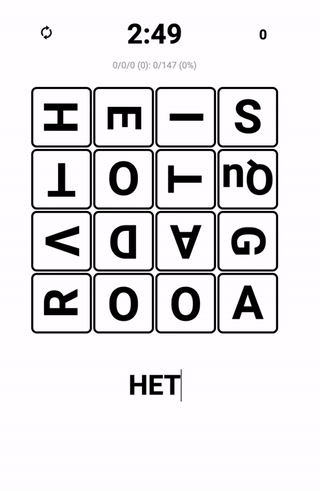 2:49
0
0/0/0 (0): 0/147 (0%)
H E I S
T O T Qu
V D A G
R O O A
HET